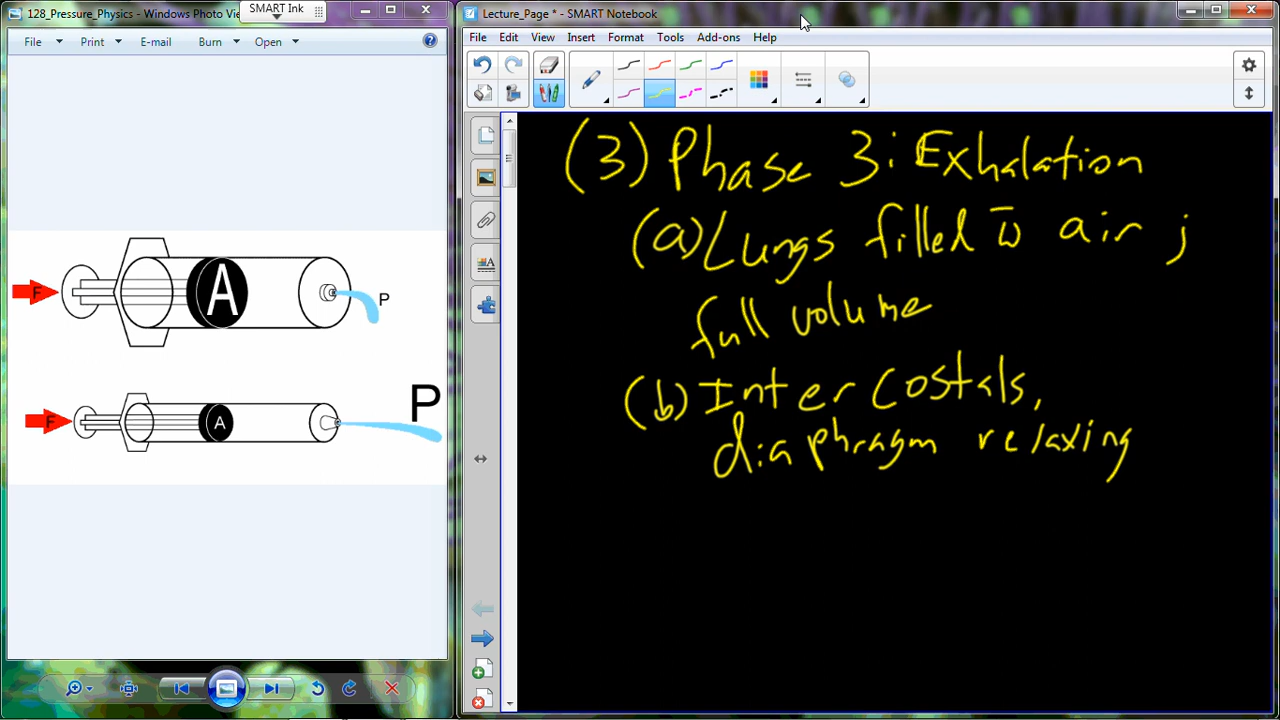 128_Pressure_Physics - Windows Photo Vie
SMART Ink
File Print E-mail Burn Open
F A P
F A P
Lecture_Page * - SMART Notebook
File Edit View Insert Format Tools Add-ons Help
(3) Phase 3: Exhalation
(a) Lungs filled w̄ air ;
full volume
(b) Intercostals,
diaphragm relaxing